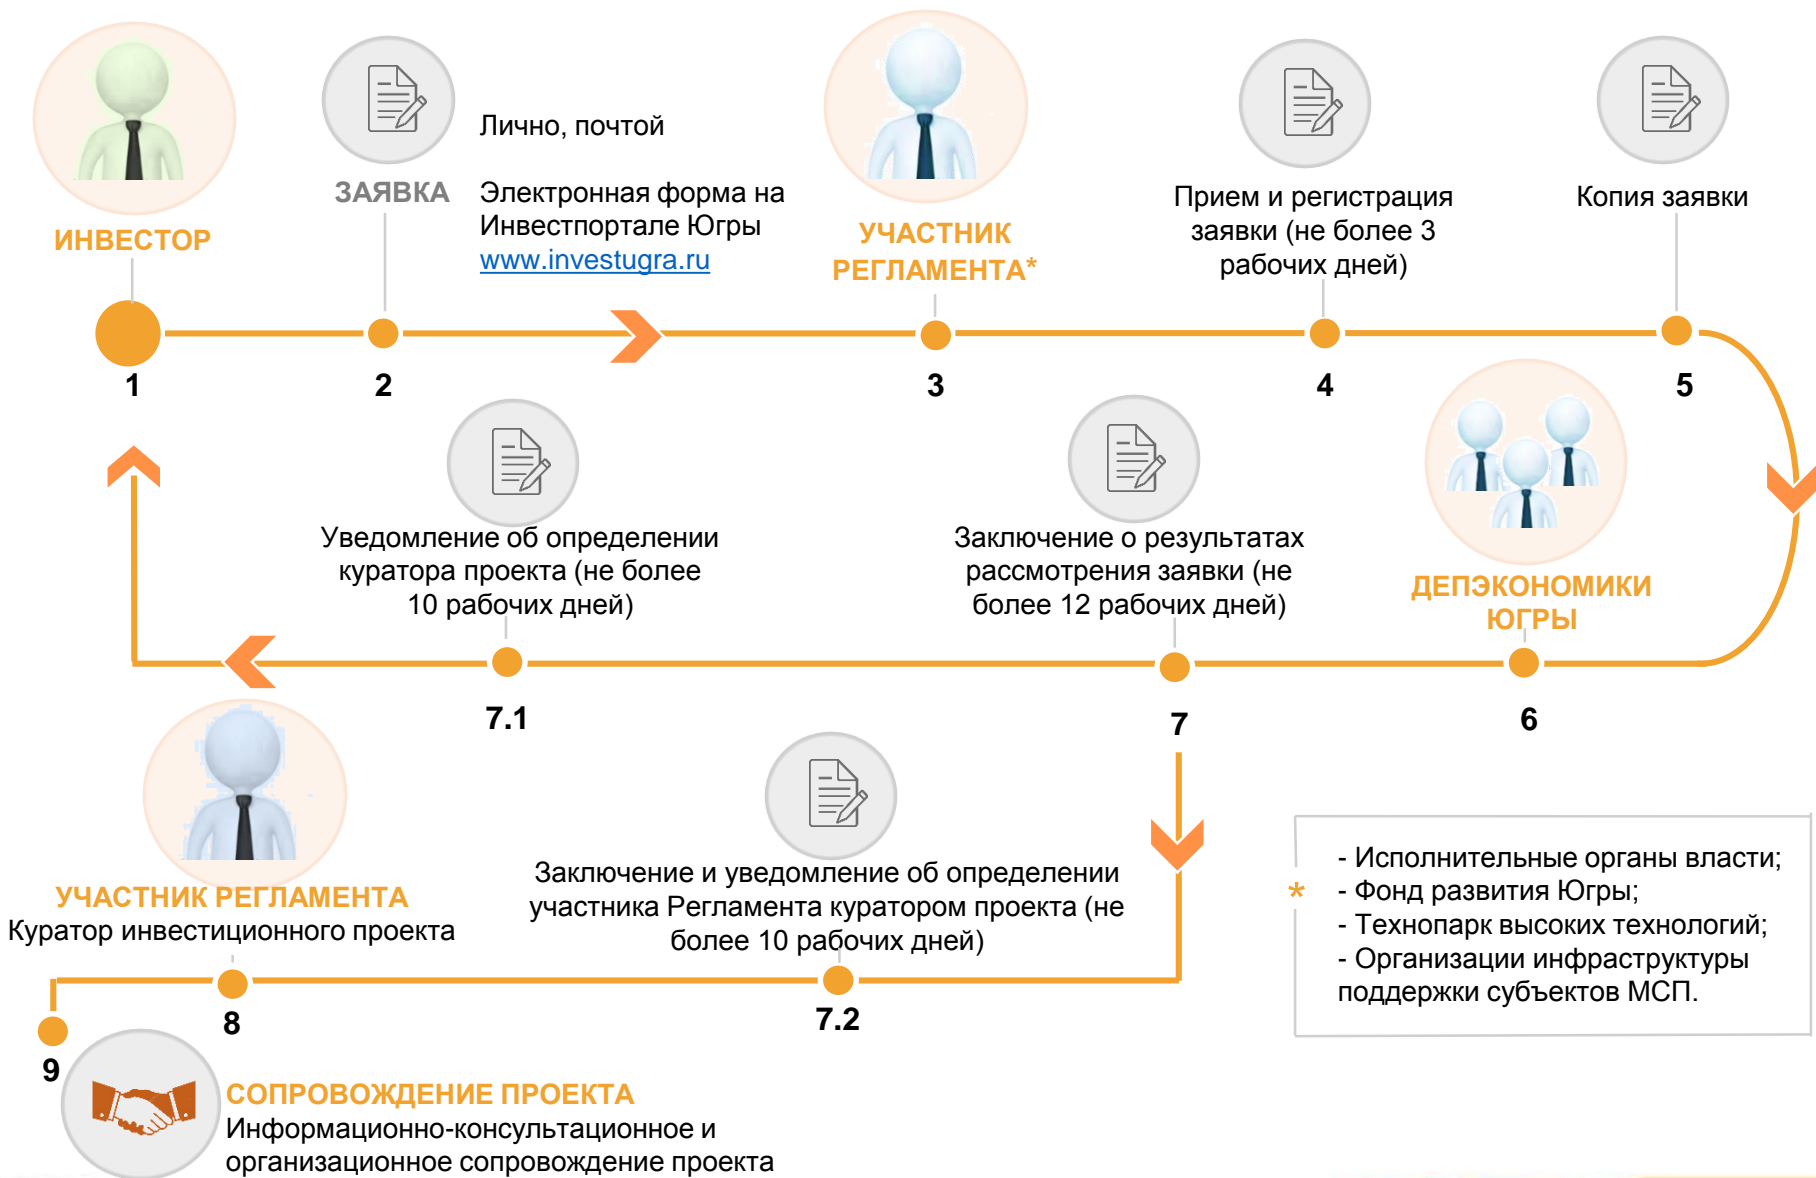 ИНВЕСТОР
1
ЗАЯВКА
Лично, почтой
Электронная форма на
Инвестпортале Югры
www.investugra.ru
2
УЧАСТНИК
РЕГЛАМЕНТА*
3
Прием и регистрация
заявки (не более 3
рабочих дней)
4
Копия заявки
5
ДЕПЭКОНОМИКИ
ЮГРЫ
6
Заключение о результатах
рассмотрения заявки (не
более 12 рабочих дней)
7
Уведомление об определении
куратора проекта (не более
10 рабочих дней)
7.1
Заключение и уведомление об определении
участника Регламента куратором проекта (не
более 10 рабочих дней)
7.2
УЧАСТНИК РЕГЛАМЕНТА
Куратор инвестиционного проекта
8
9
СОПРОВОЖДЕНИЕ ПРОЕКТА
Информационно-консультационное и
организационное сопровождение проекта
*
- Исполнительные органы власти;
- Фонд развития Югры;
- Технопарк высоких технологий;
- Организации инфраструктуры
поддержки субъектов МСП.